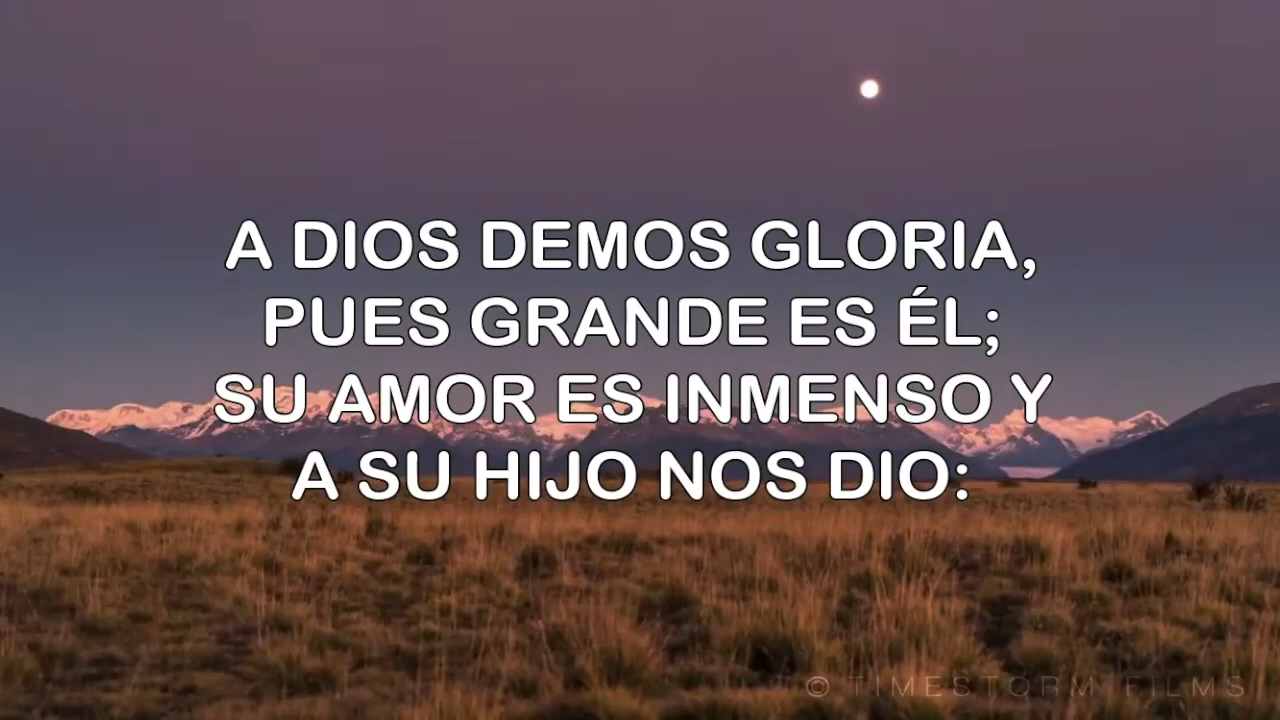 A DIOS DEMOS GLORIA,
PUES GRANDE ES ÉL;
SU AMOR ES INMENSO Y
A SU HIJO NOS DIO:
© TIMESTORM FILMS